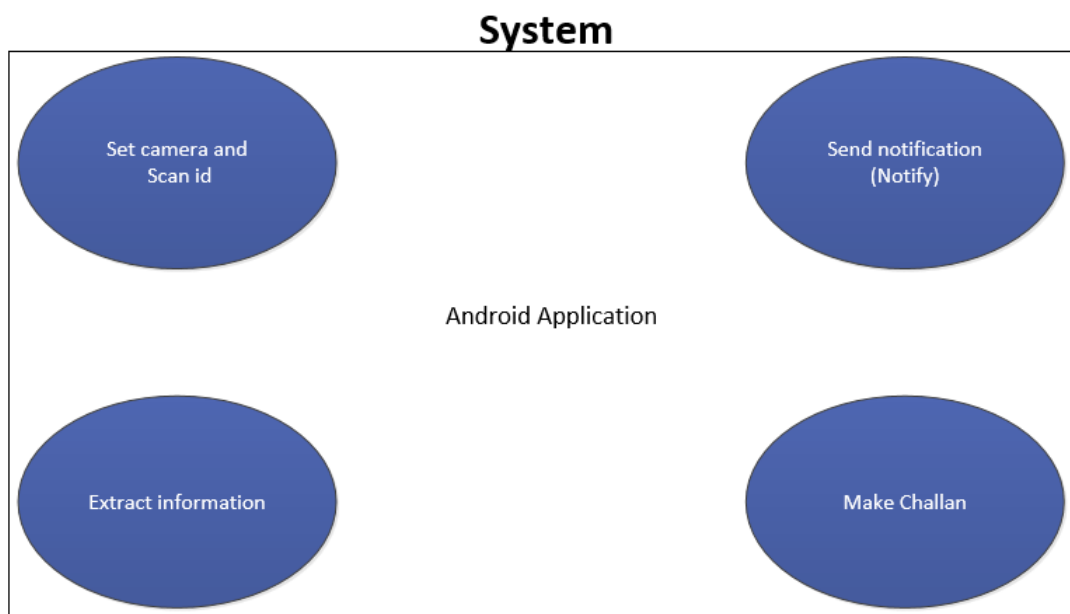 System
Set camera and
Scan id
Send notification
(Notify)
Android Application
Extract information
Make Challan